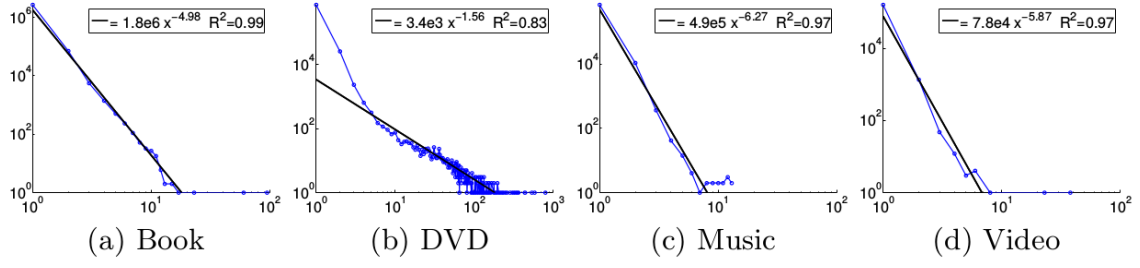 = 1.8e6 x^-4.98 R^2=0.99
10^6
10^4
10^2
10^0
10^0 10^1 10^2
(a) Book
= 3.4e3 x^-1.56 R^2=0.83
10^4
10^2
10^0
10^0 10^1 10^2 10^3
(b) DVD
= 4.9e5 x^-6.27 R^2=0.97
10^4
10^2
10^0
10^0 10^1 10^2
(c) Music
= 7.8e4 x^-5.87 R^2=0.97
10^4
10^2
10^0
10^0 10^1 10^2
(d) Video